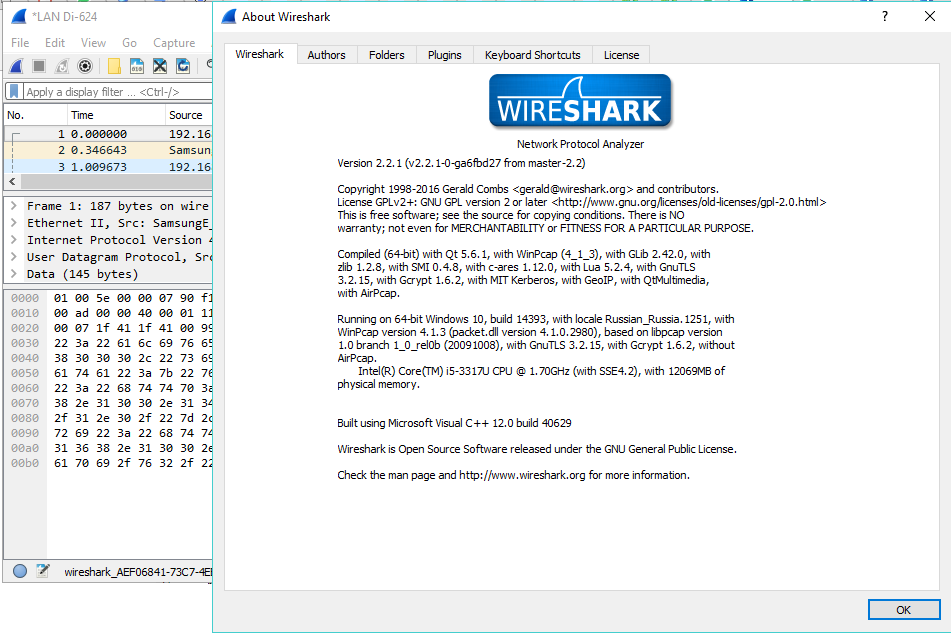 *LAN Di-624
File Edit View Go Capture
Apply a display filter ... <Ctrl-/>
No. Time Source
1 0.000000 192.16
2 0.346643 Samsun
3 1.009673 192.16
Frame 1: 187 bytes on wire
Ethernet II, Src: SamsungE_
Internet Protocol Version 4
User Datagram Protocol, Src
Data (145 bytes)
0000 01 00 5e 00 00 07 90 f1
0010 00 ad 00 00 40 00 01 11
0020 00 07 1f 41 1f 41 00 99
0030 22 3a 22 61 6c 69 76 65
0040 38 30 30 30 2c 22 73 69
0050 61 74 61 22 3a 7b 22 76
0060 22 3a 22 68 74 74 70 3a
0070 38 2e 31 30 30 2e 31 34
0080 2f 31 2e 30 2f 22 7d 2c
0090 72 69 22 3a 22 68 74 74
00a0 31 36 38 2e 31 30 30 2e
00b0 61 70 69 2f 76 32 2f 22
wireshark_AEF06841-73C7-4EI
About Wireshark
?
Wireshark Authors Folders Plugins Keyboard Shortcuts License
WIRESHARK
Network Protocol Analyzer
Version 2.2.1 (v2.2.1-0-ga6fbd27 from master-2.2)
Copyright 1998-2016 Gerald Combs <gerald@wireshark.org> and contributors.
License GPLv2+: GNU GPL version 2 or later <http://www.gnu.org/licenses/old-licenses/gpl-2.0.html>
This is free software; see the source for copying conditions. There is NO
warranty; not even for MERCHANTABILITY or FITNESS FOR A PARTICULAR PURPOSE.
Compiled (64-bit) with Qt 5.6.1, with WinPcap (4_1_3), with GLib 2.42.0, with
zlib 1.2.8, with SMI 0.4.8, with c-ares 1.12.0, with Lua 5.2.4, with GnuTLS
3.2.15, with Gcrypt 1.6.2, with MIT Kerberos, with GeoIP, with QtMultimedia,
with AirPcap.
Running on 64-bit Windows 10, build 14393, with locale Russian_Russia.1251, with
WinPcap version 4.1.3 (packet.dll version 4.1.0.2980), based on libpcap version
1.0 branch 1_0_rel0b (20091008), with GnuTLS 3.2.15, with Gcrypt 1.6.2, without
AirPcap.
Intel(R) Core(TM) i5-3317U CPU @ 1.70GHz (with SSE4.2), with 12069MB of
physical memory.
Built using Microsoft Visual C++ 12.0 build 40629
Wireshark is Open Source Software released under the GNU General Public License.
Check the man page and http://www.wireshark.org for more information.
OK